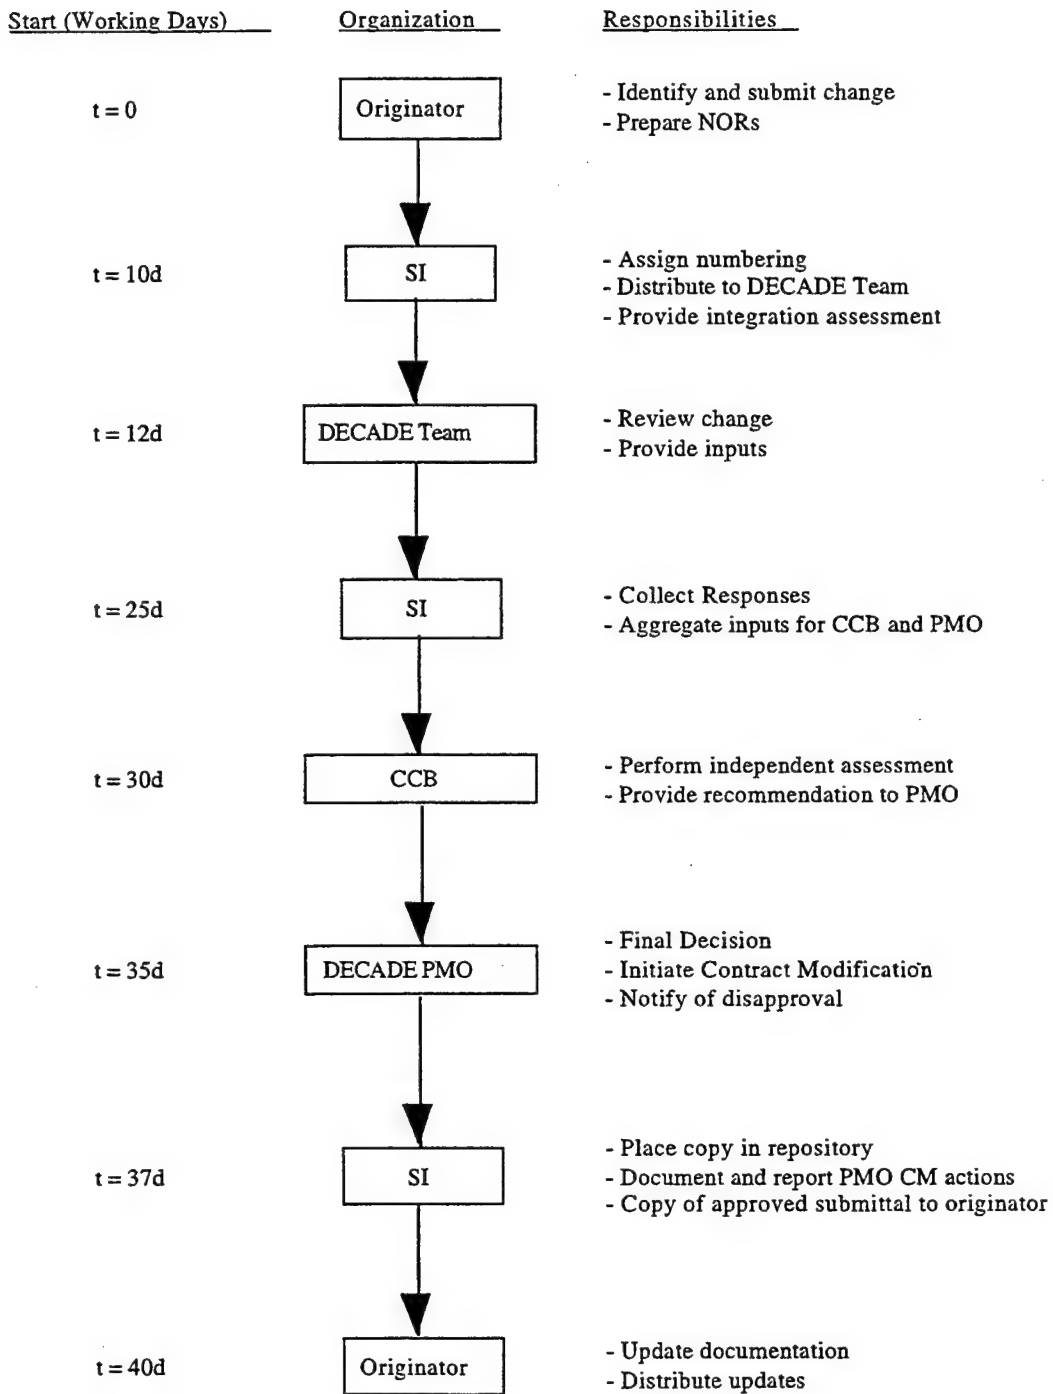 Start (Working Days) Organization Responsibilities
t = 0 Originator - Identify and submit change
- Prepare NORs
t = 10d SI - Assign numbering
- Distribute to DECADE Team
- Provide integration assessment
t = 12d DECADE Team - Review change
- Provide inputs
t = 25d SI - Collect Responses
- Aggregate inputs for CCB and PMO
t = 30d CCB - Perform independent assessment
- Provide recommendation to PMO
t = 35d DECADE PMO - Final Decision
- Initiate Contract Modification
- Notify of disapproval
t = 37d SI - Place copy in repository
- Document and report PMO CM actions
- Copy of approved submittal to originator
t = 40d Originator - Update documentation
- Distribute updates